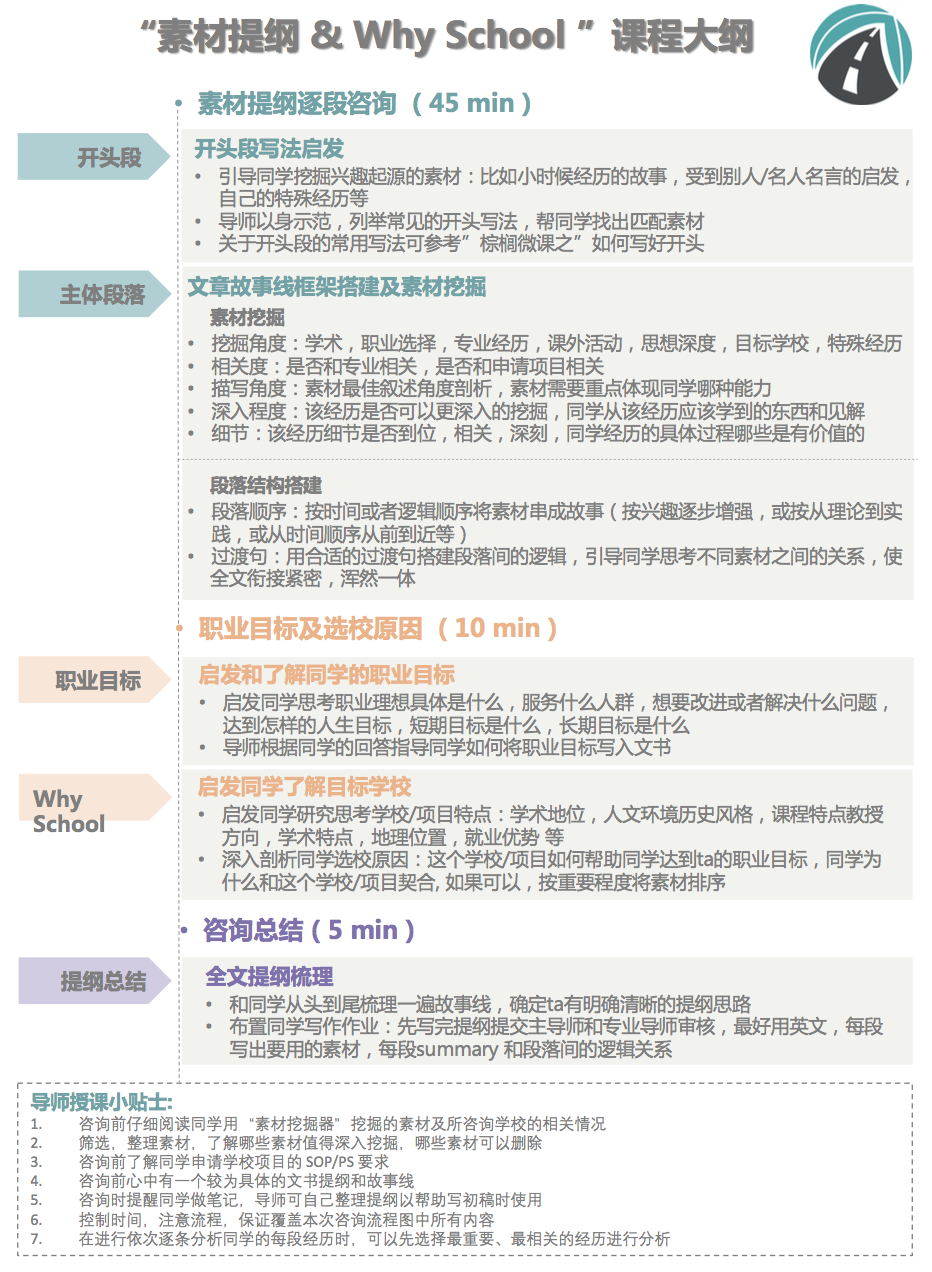 “素材提纲 & Why School ” 课程大纲
• 素材提纲逐段咨询 （ 45 min ）
开头段
开头段写法启发
• 引导同学挖掘兴趣起源的素材：比如小时候经历的故事，受到别人/名人名言的启发，
自己的特殊经历等
• 导师以身示范，列举常见的开头写法，帮同学找出匹配素材
• 关于开头段的常用写法可参考”棕榈微课之”如何写好开头
主体段落
文章故事线框架搭建及素材挖掘
素材挖掘
• 挖掘角度：学术，职业选择，专业经历，课外活动，思想深度，目标学校，特殊经历
• 相关度：是否和专业相关，是否和申请项目相关
• 描写角度：素材最佳叙述角度剖析，素材需要重点体现同学哪种能力
• 深入程度：该经历是否可以更深入的挖掘，同学从该经历应该学到的东西和见解
• 细节：该经历细节是否到位，相关，深刻，同学经历的具体过程哪些是有价值的
段落结构搭建
• 段落顺序：按时间或者逻辑顺序将素材串成故事（按兴趣逐步增强，或按从理论到实
践，或从时间顺序从前到近等）
• 过渡句：用合适的过渡句搭建段落间的逻辑，引导同学思考不同素材之间的关系，使
全文衔接紧密，浑然一体
• 职业目标及选校原因 （ 10 min ）
职业目标
启发和了解同学的职业目标
• 启发同学思考职业理想具体是什么，服务什么人群，想要改进或者解决什么问题，
达到怎样的人生目标，短期目标是什么，长期目标是什么
• 导师根据同学的回答指导同学如何将职业目标写入文书
Why
School
启发同学了解目标学校
• 启发同学研究思考学校/项目特点：学术地位，人文环境历史风格，课程特点教授
方向，学术特点，地理位置，就业优势 等
• 深入剖析同学选校原因：这个学校/项目如何帮助同学达到ta的职业目标，同学为
什么和这个学校/项目契合, 如果可以，按重要程度将素材排序
• 咨询总结（ 5 min ）
提纲总结
全文提纲梳理
• 和同学从头到尾梳理一遍故事线，确定ta有明确清晰的提纲思路
• 布置同学写作作业：先写完提纲提交主导师和专业导师审核，最好用英文，每段
写出要用的素材，每段summary 和段落间的逻辑关系
导师授课小贴士:
1. 咨询前仔细阅读同学用 “素材挖掘器” 挖掘的素材及所咨询学校的相关情况
2. 筛选，整理素材，了解哪些素材值得深入挖掘，哪些素材可以删除
3. 咨询前了解同学申请学校项目的 SOP/PS 要求
4. 咨询前心中有一个较为具体的文书提纲和故事线
5. 咨询时提醒同学做笔记，导师可自己整理提纲以帮助写初稿时使用
6. 控制时间，注意流程，保证覆盖本次咨询流程图中所有内容
7. 在进行依次逐条分析同学的每段经历时，可以先选择最重要、最相关的经历进行分析